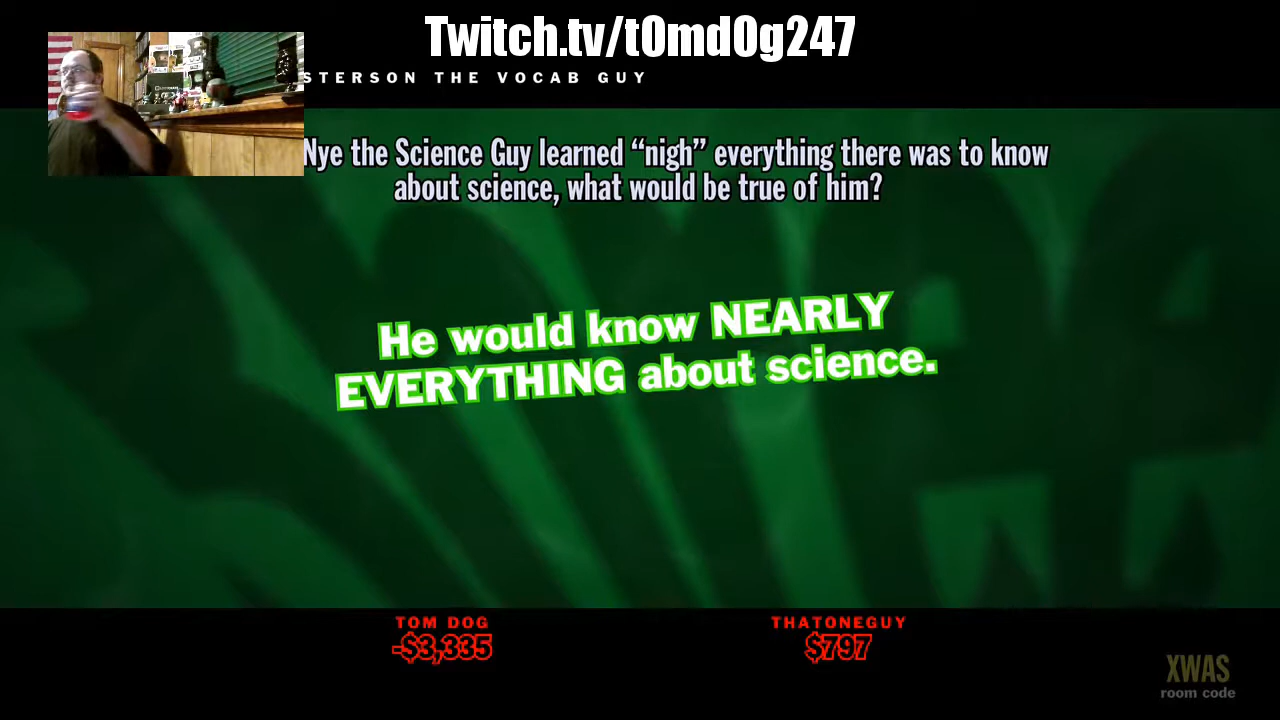 Twitch.tv/t0md0g247
STERSON THE VOCAB GUY
Nye the Science Guy learned “nigh” everything there was to know
about science, what would be true of him?
He would know NEARLY
EVERYTHING about science.
TOM DOG
-$3,335
THATONEGUY
$797
XWAS
room code